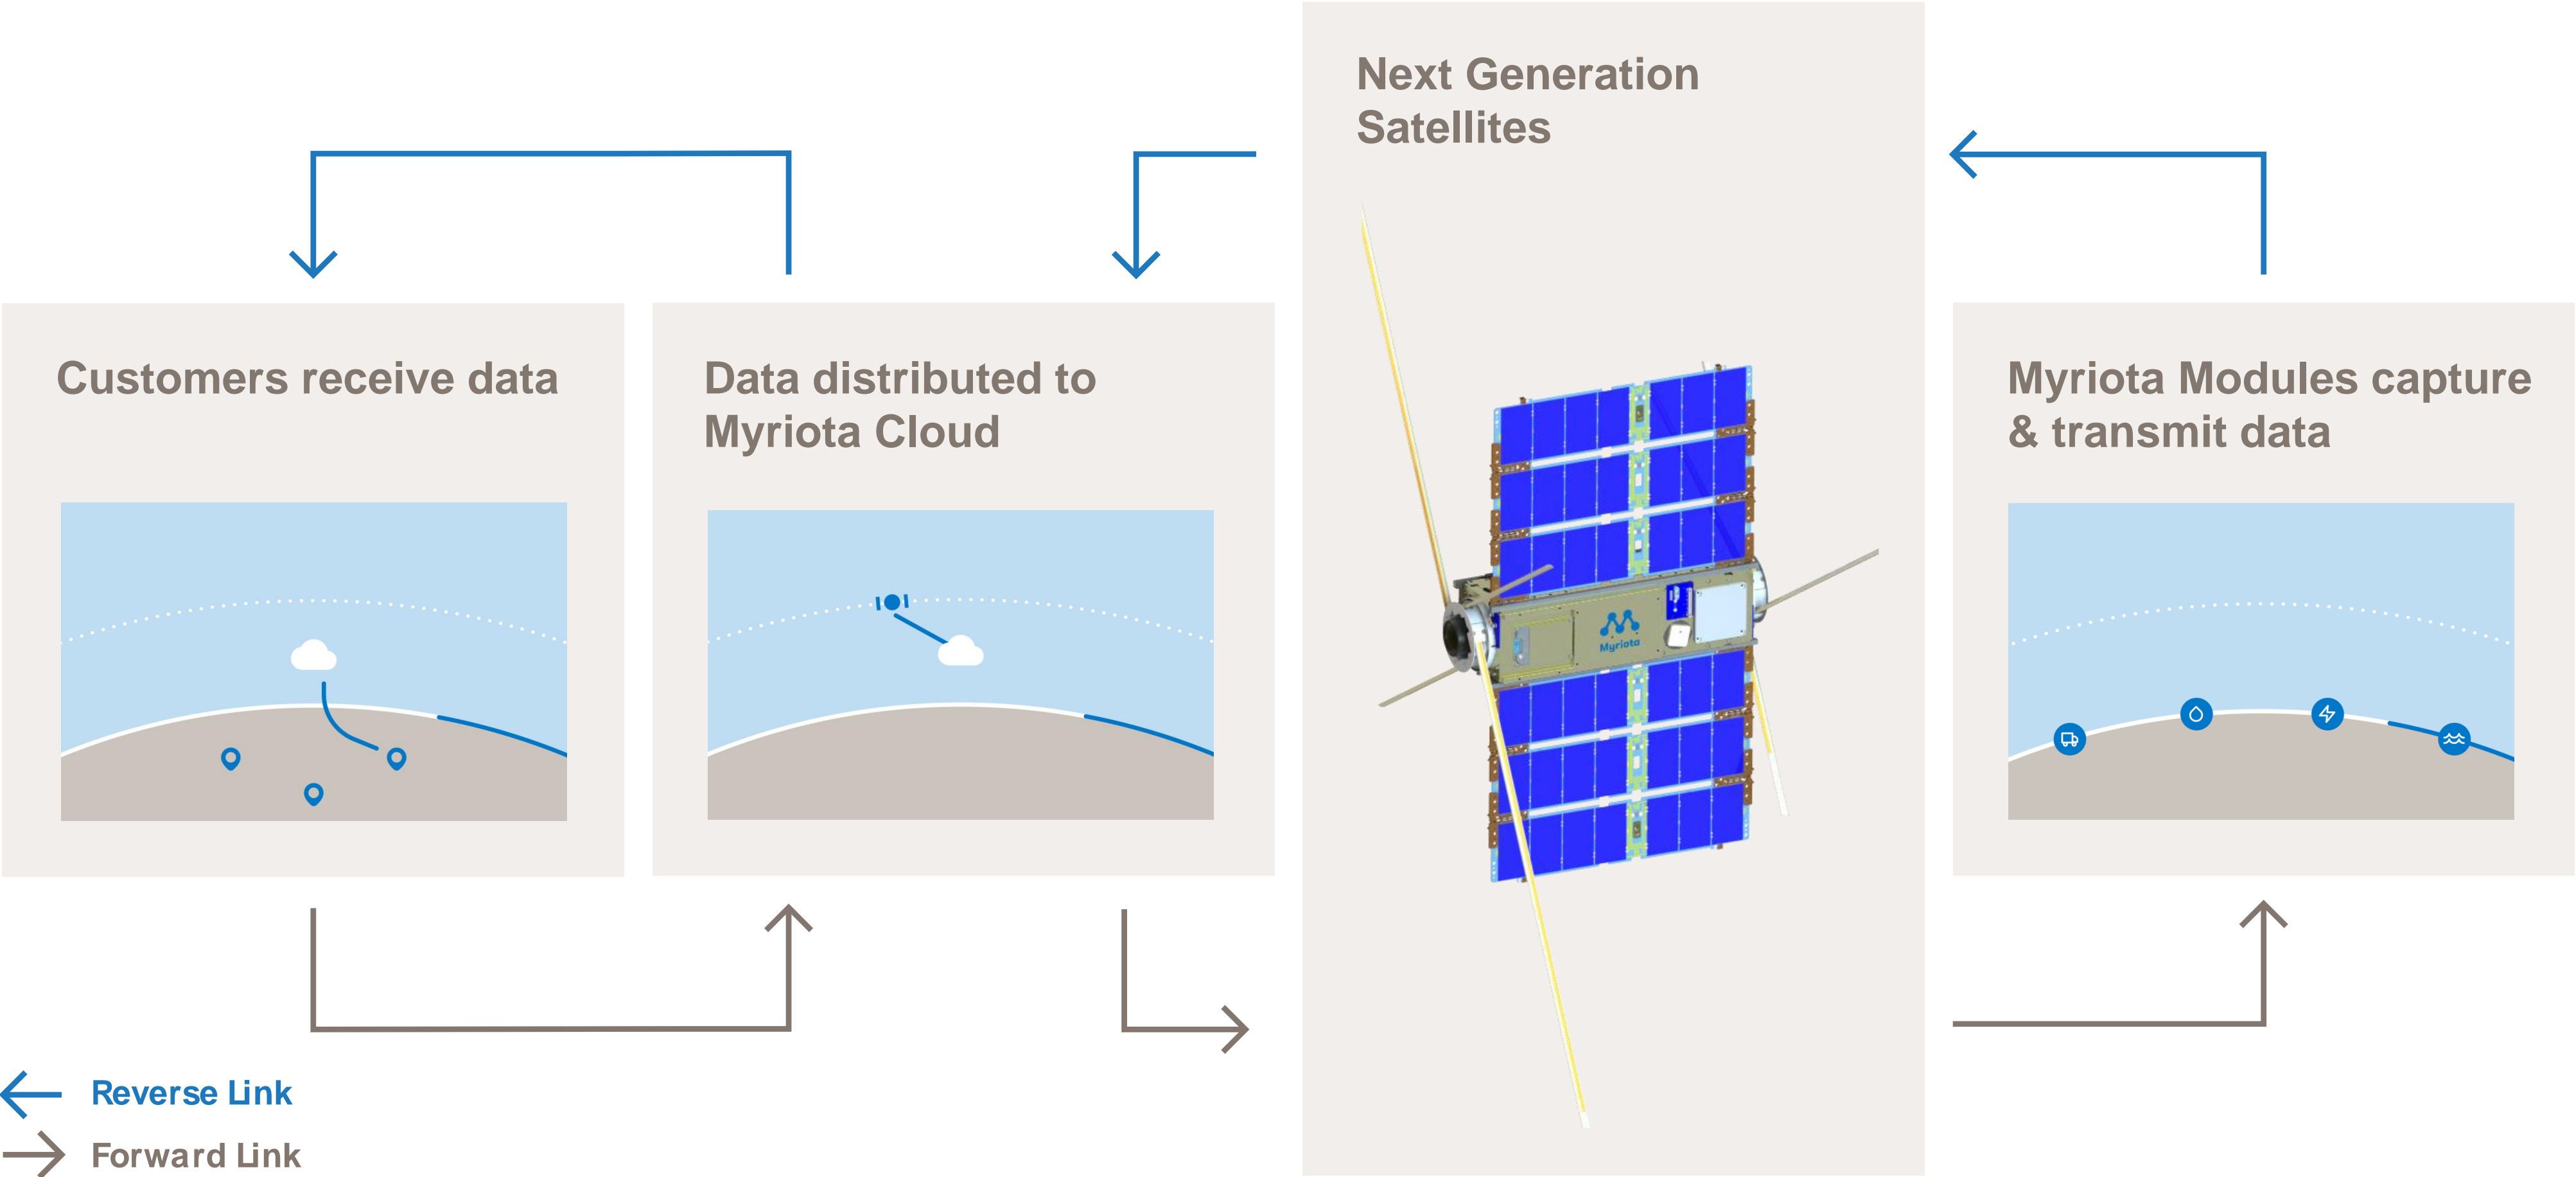 Next Generation
Satellites
Customers receive data
Data distributed to
Myriota Cloud
Myriota Modules capture
& transmit data
Myriota
Reverse Link
Forward Link